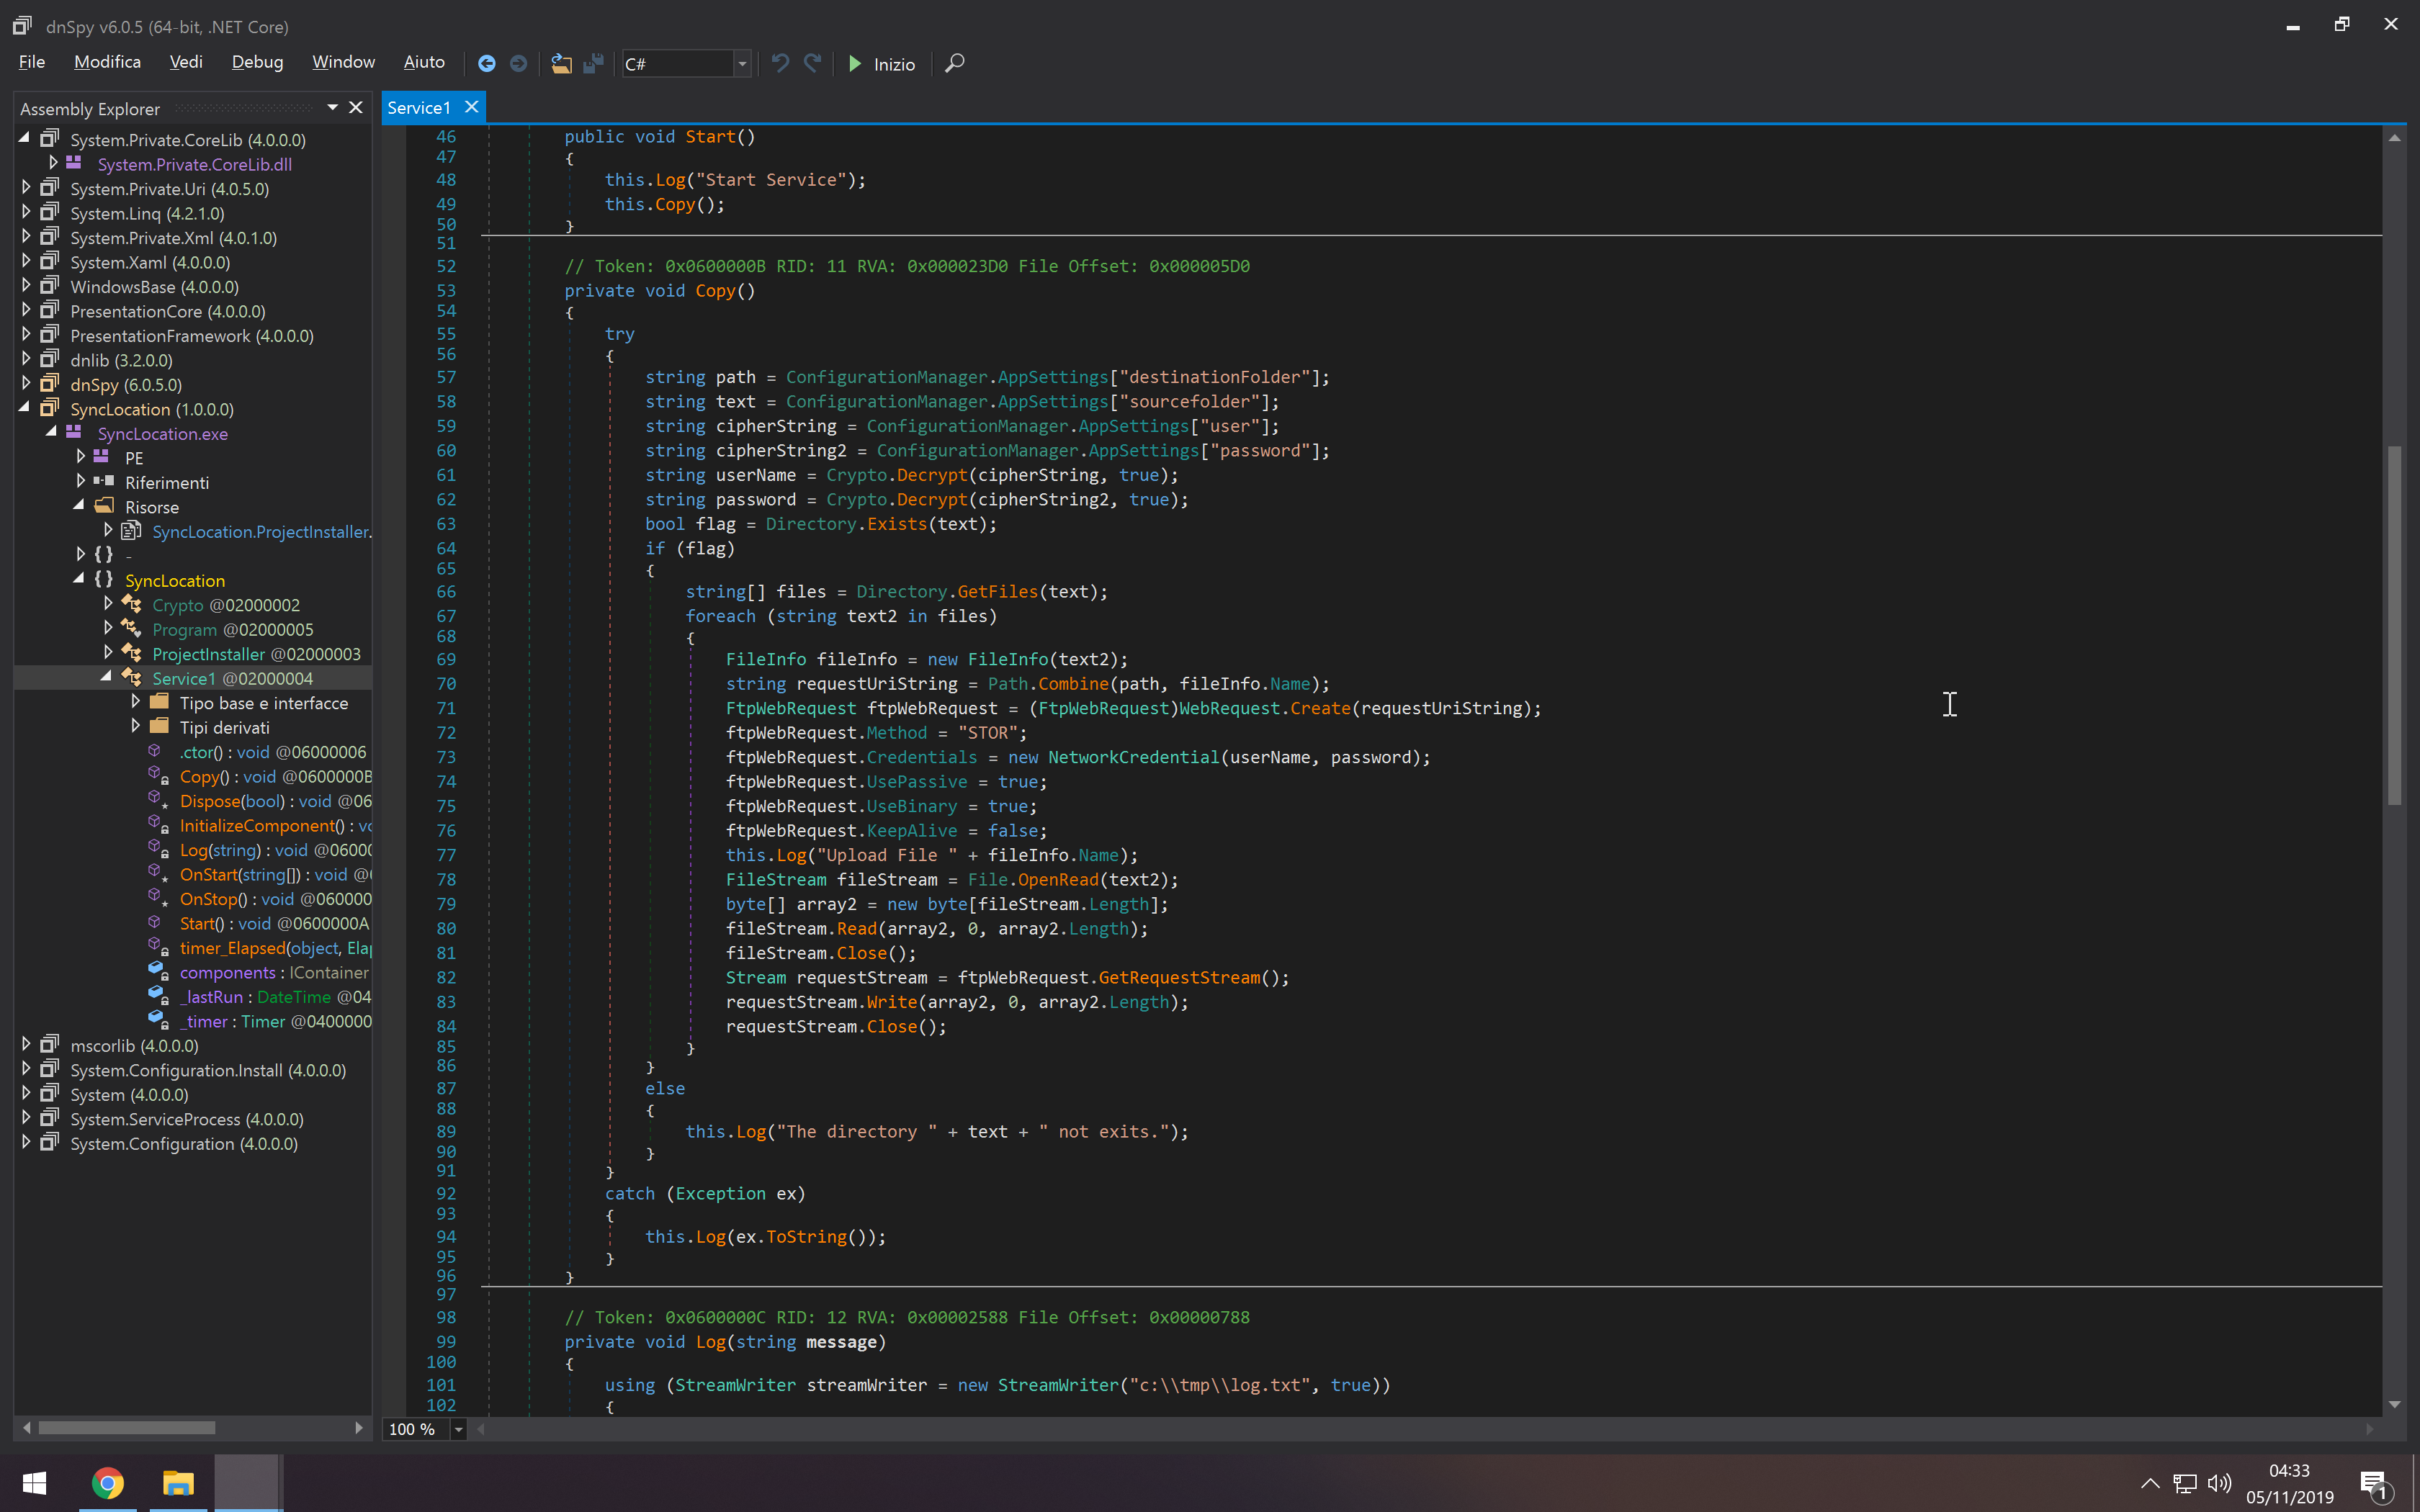 dnSpy v6.0.5 (64-bit, .NET Core)
File Modifica Vedi Debug Window Aiuto C# Inizio
Assembly Explorer
System.Private.CoreLib (4.0.0.0)
System.Private.CoreLib.dll
System.Private.Uri (4.0.5.0)
System.Linq (4.2.1.0)
System.Private.Xml (4.0.1.0)
System.Xaml (4.0.0.0)
WindowsBase (4.0.0.0)
PresentationCore (4.0.0.0)
PresentationFramework (4.0.0.0)
dnlib (3.2.0.0)
dnSpy (6.0.5.0)
SyncLocation (1.0.0.0)
SyncLocation.exe
PE
Riferimenti
Risorse
SyncLocation.ProjectInstaller.
{ } -
{ } SyncLocation
Crypto @02000002
Program @02000005
ProjectInstaller @02000003
Service1 @02000004
Tipo base e interfacce
Tipi derivati
.ctor() : void @06000006
Copy() : void @0600000B
Dispose(bool) : void @06
InitializeComponent() : vo
Log(string) : void @0600
OnStart(string[]) : void @
OnStop() : void @060000
Start() : void @0600000A
timer_Elapsed(object, Elap
components : IContainer
_lastRun : DateTime @04
_timer : Timer @0400000
mscorlib (4.0.0.0)
System.Configuration.Install (4.0.0.0)
System (4.0.0.0)
System.ServiceProcess (4.0.0.0)
System.Configuration (4.0.0.0)
Service1
46 public void Start()
47 {
48 this.Log("Start Service");
49 this.Copy();
50 }
51
52 // Token: 0x0600000B RID: 11 RVA: 0x000023D0 File Offset: 0x000005D0
53 private void Copy()
54 {
55 try
56 {
57 string path = ConfigurationManager.AppSettings["destinationFolder"];
58 string text = ConfigurationManager.AppSettings["sourcefolder"];
59 string cipherString = ConfigurationManager.AppSettings["user"];
60 string cipherString2 = ConfigurationManager.AppSettings["password"];
61 string userName = Crypto.Decrypt(cipherString, true);
62 string password = Crypto.Decrypt(cipherString2, true);
63 bool flag = Directory.Exists(text);
64 if (flag)
65 {
66 string[] files = Directory.GetFiles(text);
67 foreach (string text2 in files)
68 {
69 FileInfo fileInfo = new FileInfo(text2);
70 string requestUriString = Path.Combine(path, fileInfo.Name);
71 FtpWebRequest ftpWebRequest = (FtpWebRequest)WebRequest.Create(requestUriString);
72 ftpWebRequest.Method = "STOR";
73 ftpWebRequest.Credentials = new NetworkCredential(userName, password);
74 ftpWebRequest.UsePassive = true;
75 ftpWebRequest.UseBinary = true;
76 ftpWebRequest.KeepAlive = false;
77 this.Log("Upload File " + fileInfo.Name);
78 FileStream fileStream = File.OpenRead(text2);
79 byte[] array2 = new byte[fileStream.Length];
80 fileStream.Read(array2, 0, array2.Length);
81 fileStream.Close();
82 Stream requestStream = ftpWebRequest.GetRequestStream();
83 requestStream.Write(array2, 0, array2.Length);
84 requestStream.Close();
85 }
86 }
87 else
88 {
89 this.Log("The directory " + text + " not exits.");
90 }
91 }
92 catch (Exception ex)
93 {
94 this.Log(ex.ToString());
95 }
96 }
97
98 // Token: 0x0600000C RID: 12 RVA: 0x00002588 File Offset: 0x00000788
99 private void Log(string message)
100 {
101 using (StreamWriter streamWriter = new StreamWriter("c:\\tmp\\log.txt", true))
102 {
100 %
04:33
05/11/2019
1